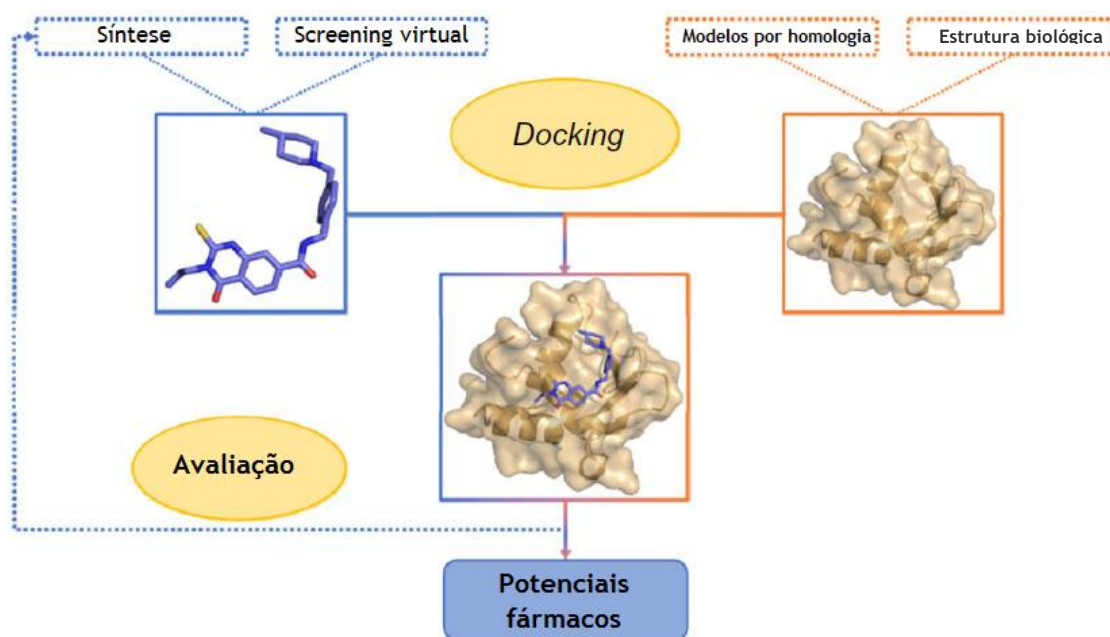 Síntese
Screening virtual
Modelos por homologia
Estrutura biológica
Docking
Avaliação
Potenciais
fármacos